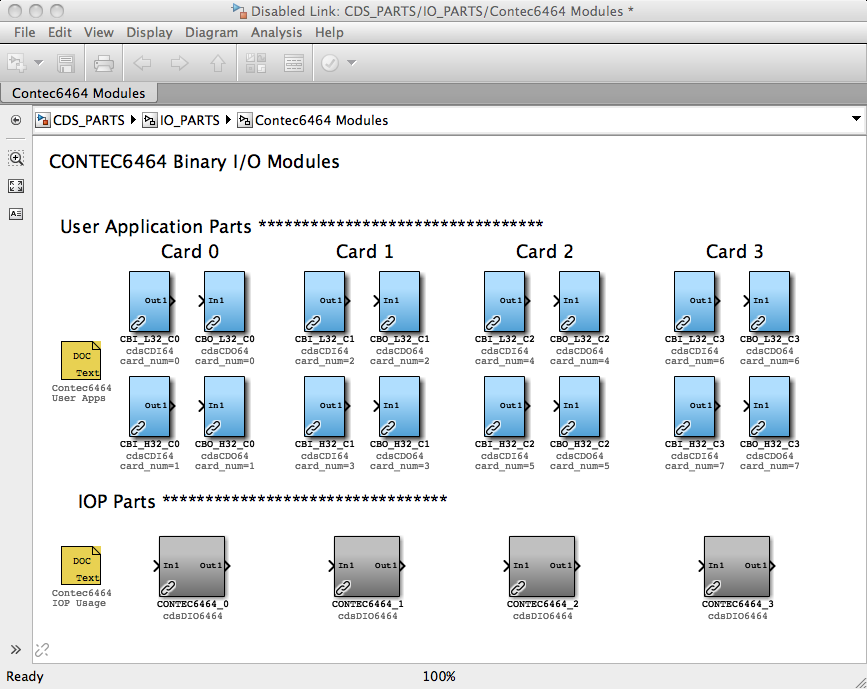 Disabled Link: CDS_PARTS/IO_PARTS/Contec6464 Modules *
File Edit View Display Diagram Analysis Help
Contec6464 Modules
CDS_PARTS IO_PARTS Contec6464 Modules
CONTEC6464 Binary I/O Modules
User Application Parts *********************************
Card 0 Card 1 Card 2 Card 3
Out1 In1 Out1 In1 Out1 In1 Out1 In1
CBI_L32_C0 CBO_L32_C0 CBI_L32_C1 CBO_L32_C1 CBI_L32_C2 CBO_L32_C2 CBI_L32_C3 CBO_L32_C3
cdsCDI64 cdsCDO64 cdsCDI64 cdsCDO64 cdsCDI64 cdsCDO64 cdsCDI64 cdsCDO64
card_num=0 card_num=0 card_num=2 card_num=2 card_num=4 card_num=4 card_num=6 card_num=6
DOC
Text
Contec6464
User Apps
Out1 In1 Out1 In1 Out1 In1 Out1 In1
CBI_H32_C0 CBO_H32_C0 CBI_H32_C1 CBO_H32_C1 CBI_H32_C2 CBO_H32_C2 CBI_H32_C3 CBO_H32_C3
cdsCDI64 cdsCDO64 cdsCDI64 cdsCDO64 cdsCDI64 cdsCDO64 cdsCDI64 cdsCDO64
card_num=1 card_num=1 card_num=3 card_num=3 card_num=5 card_num=5 card_num=7 card_num=7
IOP Parts *********************************
DOC
Text
Contec6464
IOP Usage
In1 Out1 In1 Out1 In1 Out1 In1 Out1
CONTEC6464_0 CONTEC6464_1 CONTEC6464_2 CONTEC6464_3
cdsDIO6464 cdsDIO6464 cdsDIO6464 cdsDIO6464
Ready 100%